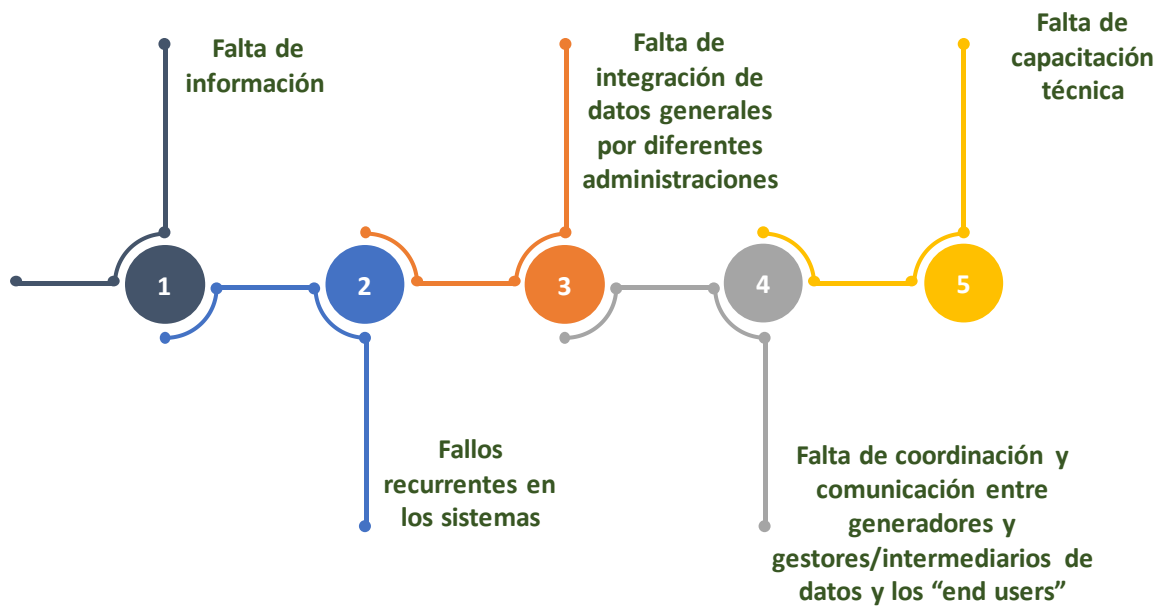 1
Falta de
información
2
Fallos
recurrentes en
los sistemas
3
Falta de
integración de
datos generales
por diferentes
administraciones
4
Falta de coordinación y
comunicación entre
generadores y
gestores/intermediarios de
datos y los “end users”
5
Falta de
capacitación
técnica